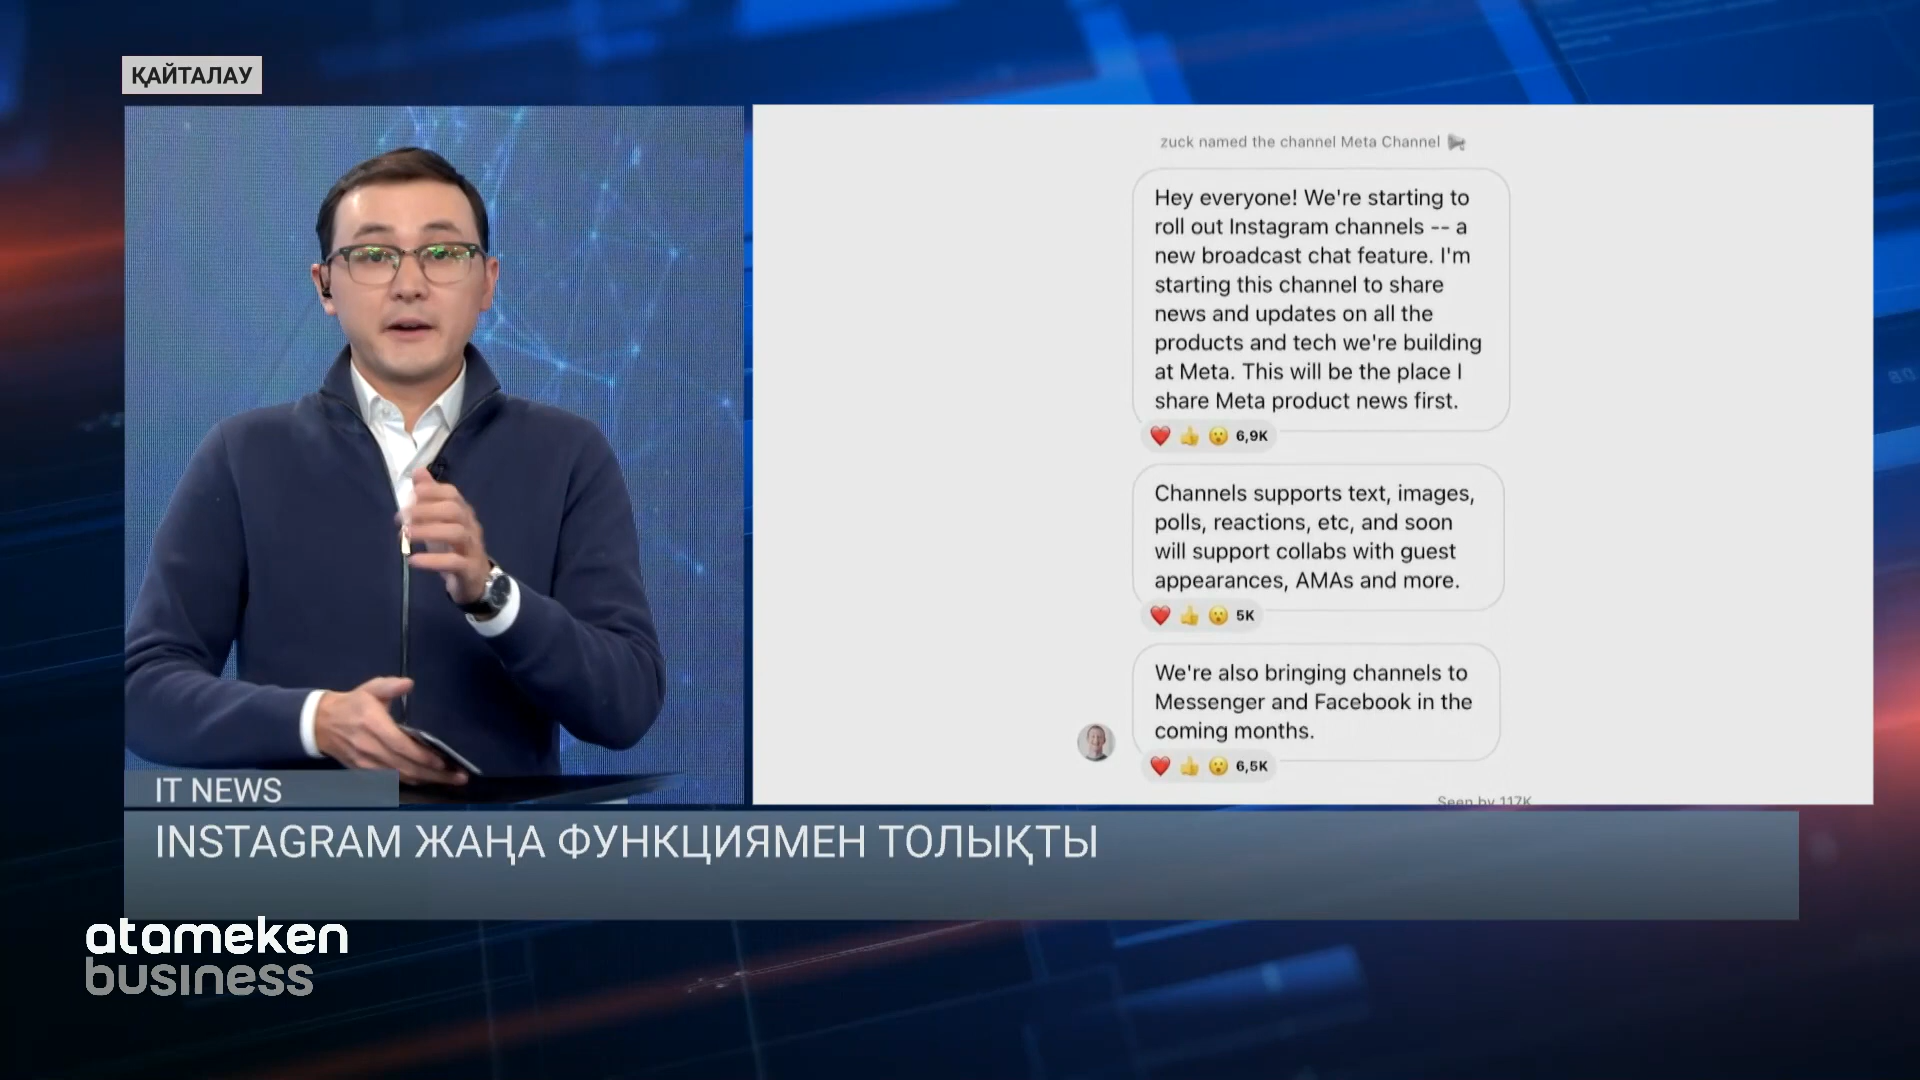 ҚАЙТАЛАУ
zuck named the channel Meta Channel
Hey everyone! We're starting to
roll out Instagram channels -- a
new broadcast chat feature. I'm
starting this channel to share
news and updates on all the
products and tech we're building
at Meta. This will be the place I
share Meta product news first.
6,9K
Channels supports text, images,
polls, reactions, etc, and soon
will support collabs with guest
appearances, AMAs and more.
5K
We're also bringing channels to
Messenger and Facebook in the
coming months.
6,5K
Seen by 117K
IT NEWS
INSTAGRAM ЖАҢА ФУНКЦИЯМЕН ТОЛЫҚТЫ
atameken
business